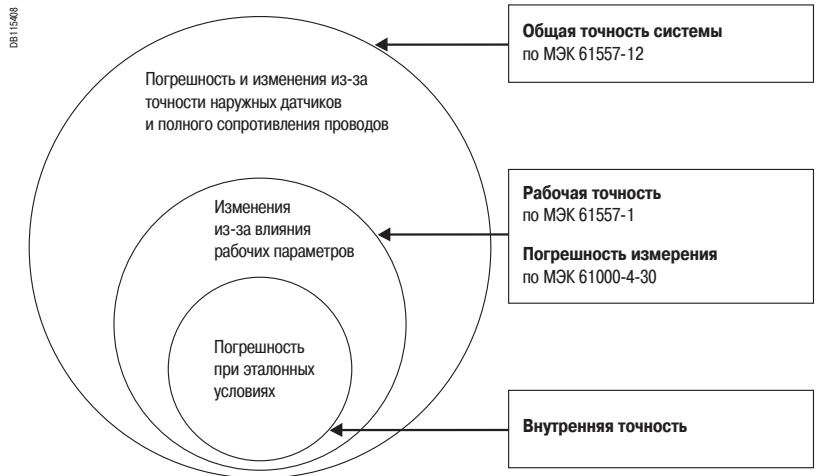 DB115408
Общая точность системы
по МЭК 61557-12
Погрешность и изменения из-за
точности наружных датчиков
и полного сопротивления проводов
Рабочая точность
по МЭК 61557-1
Погрешность измерения
по МЭК 61000-4-30
Изменения
из-за влияния
рабочих параметров
Погрешность
при эталонных
условиях
Внутренняя точность